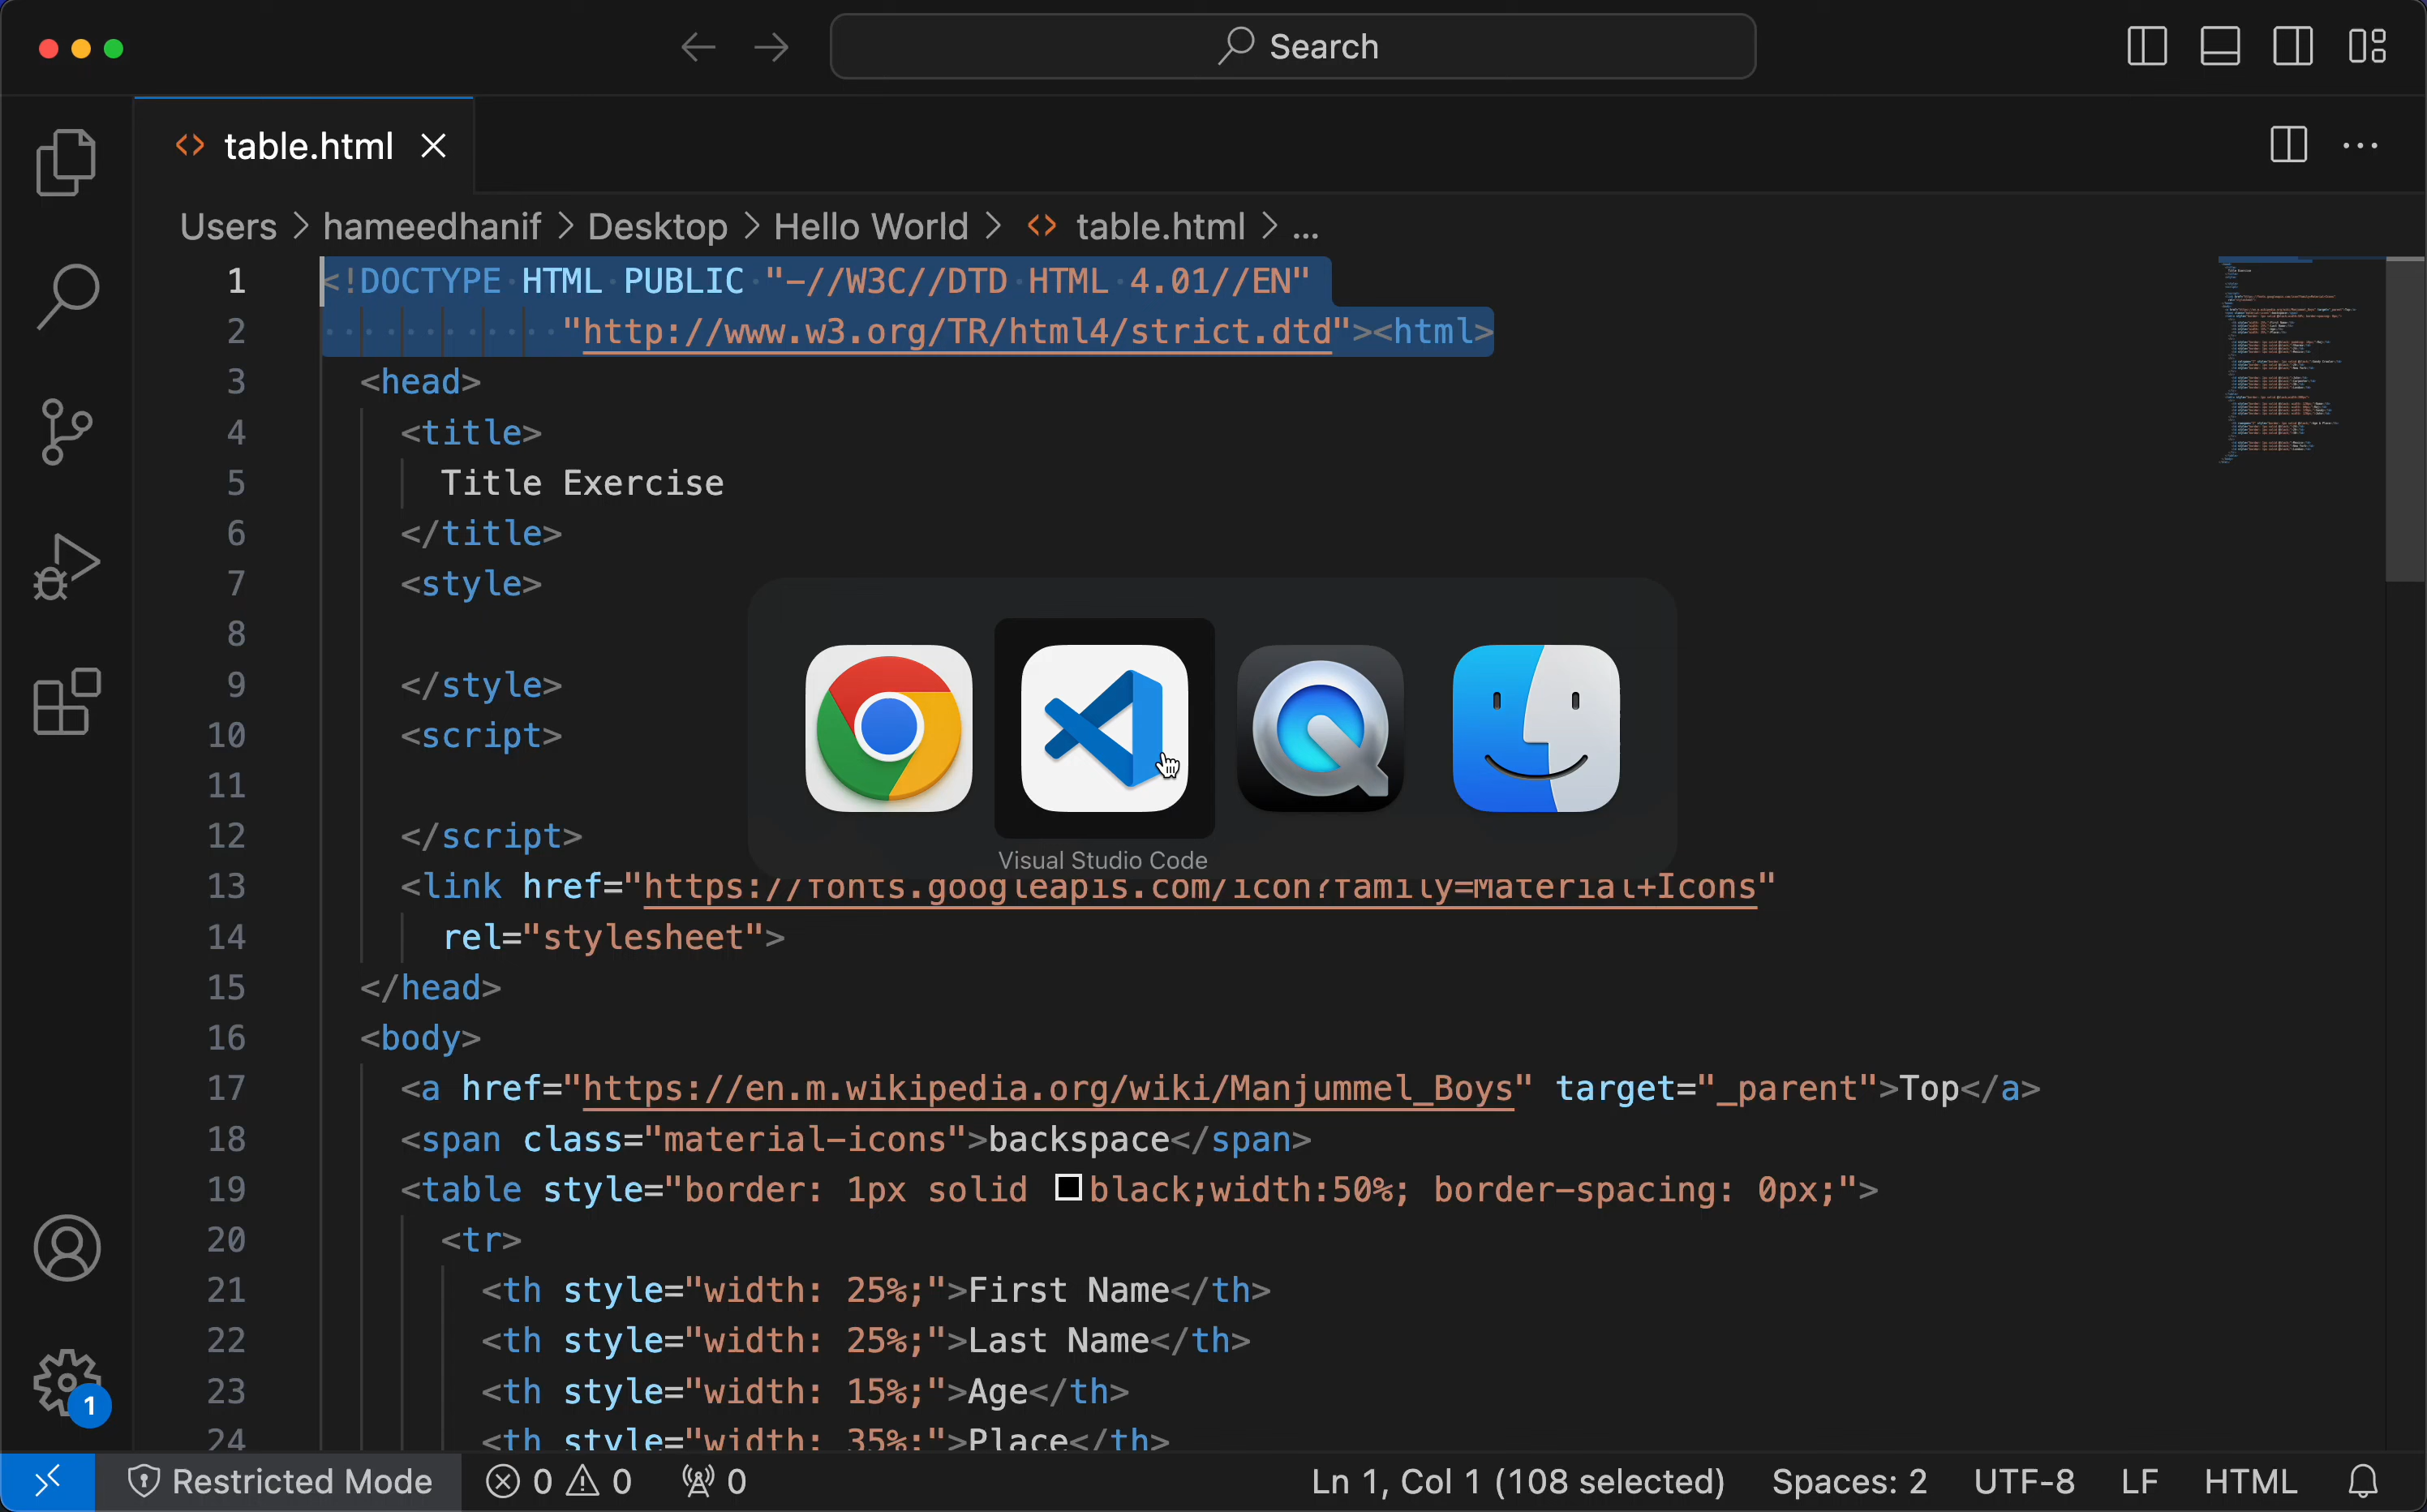 Search
table.html
Users > hameedhanif > Desktop > Hello World > <> table.html > ...
1 <!DOCTYPE HTML PUBLIC "-//W3C//DTD HTML 4.01//EN"
2 "http://www.w3.org/TR/html4/strict.dtd"><html>
3 <head>
4 <title>
5 Title Exercise
6 </title>
7 <style>
8
9 </style>
10 <script>
11
12 </script>
Visual Studio Code
13 <link href="https://fonts.googleapis.com/icon?family=Material+Icons"
14 rel="stylesheet">
15 </head>
16 <body>
17 <a href="https://en.m.wikipedia.org/wiki/Manjummel_Boys" target="_parent">Top</a>
18 <span class="material-icons">backspace</span>
19 <table style="border: 1px solid black;width:50%; border-spacing: 0px;">
20 <tr>
21 <th style="width: 25%;">First Name</th>
22 <th style="width: 25%;">Last Name</th>
23 <th style="width: 15%;">Age</th>
24 <th style="width: 35%;">Place</th>
1
Restricted Mode 0 0 0 Ln 1, Col 1 (108 selected) Spaces: 2 UTF-8 LF HTML